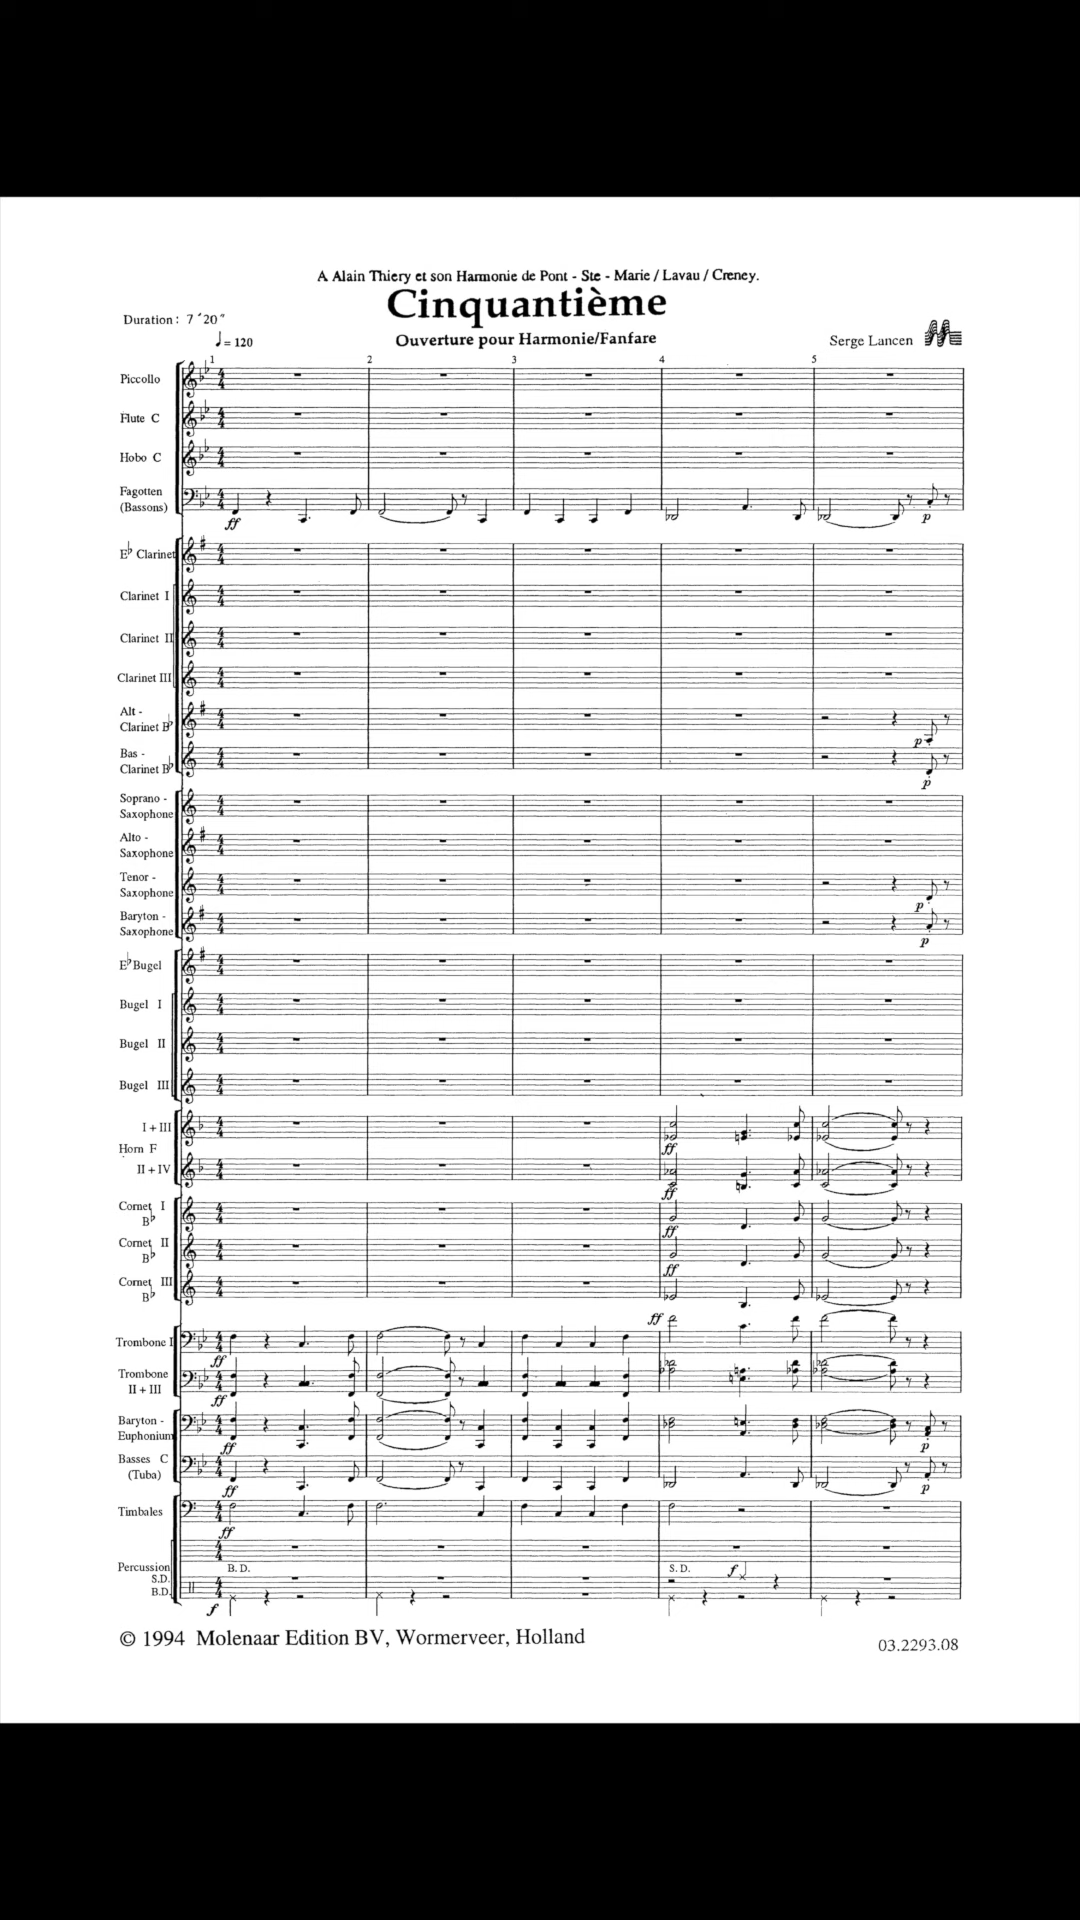 A Alain Thiery et son Harmonie de Pont - Ste - Marie / Lavau / Creney.
Cinquantième
Duration : 7 ´20 ˝
Ouverture pour Harmonie/Fanfare
Serge Lancen
♩ = 120
1 2 3 4 5
Piccollo
Flute C
Hobo C
Fagotten
(Bassons)
ff p
E♭ Clarinet
Clarinet I
Clarinet II
Clarinet III
Alt -
Clarinet B♭
p
Bas -
Clarinet B♭
p
Soprano -
Saxophone
Alto -
Saxophone
Tenor -
Saxophone
p
Baryton -
Saxophone
p
E♭ Bugel
Bugel I
Bugel II
Bugel III
I + III
ff
Horn F
II + IV
ff
Cornet I
B♭
ff
Cornet II
B♭
ff
Cornet III
B♭
ff
Trombone I
ff
Trombone
II + III
ff
Baryton -
Euphonium
ff p
Basses C
(Tuba)
ff p
Timbales
ff
Percussion
B. D. S. D. f
S.D.
B.D.
f
© 1994 Molenaar Edition BV, Wormerveer, Holland
03.2293.08